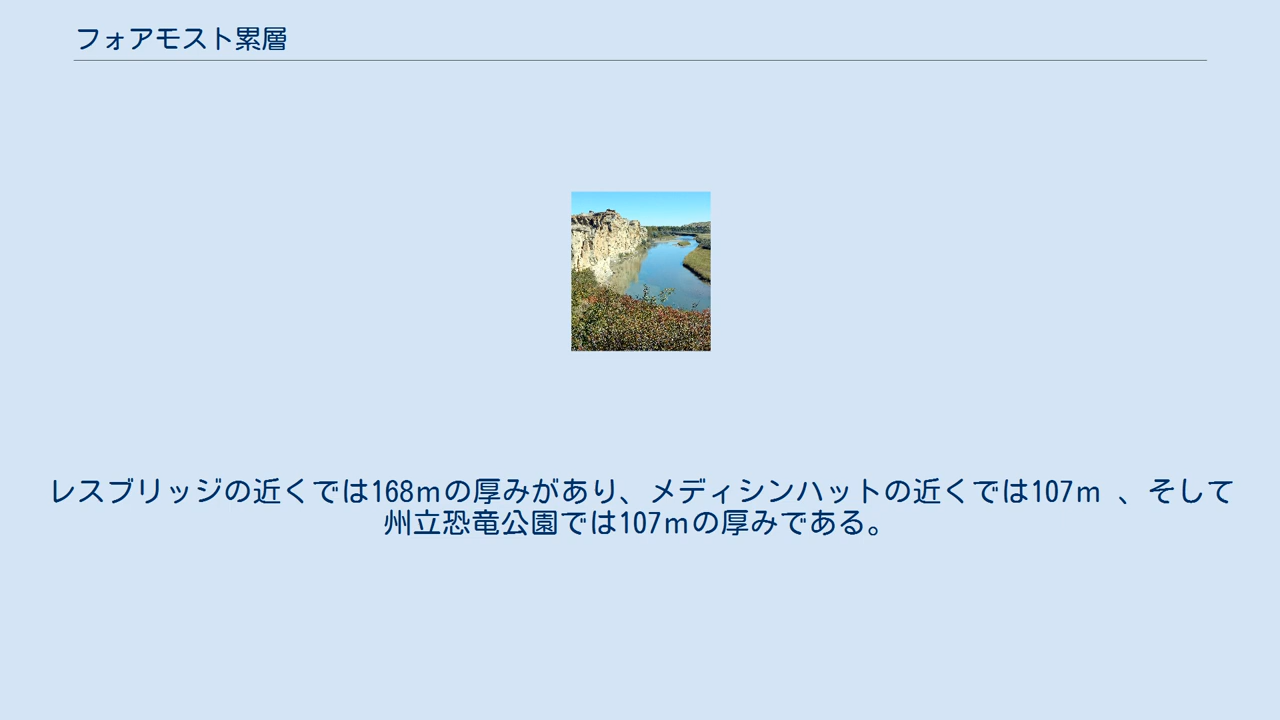 フォアモスト累層
レスブリッジの近くでは168ｍの厚みがあり、メディシンハットの近くでは107ｍ 、そして
州立恐竜公園では107ｍの厚みである。